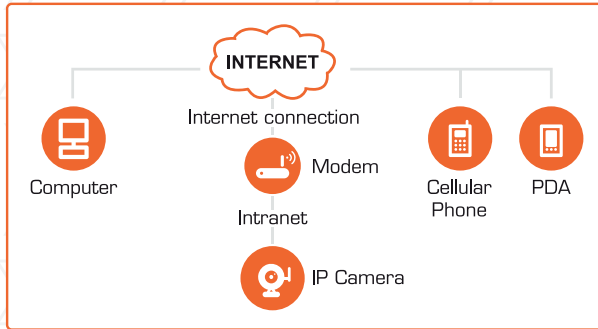 INTERNET
Internet connection
Computer
Modem
Cellular
Phone
PDA
Intranet
IP Camera